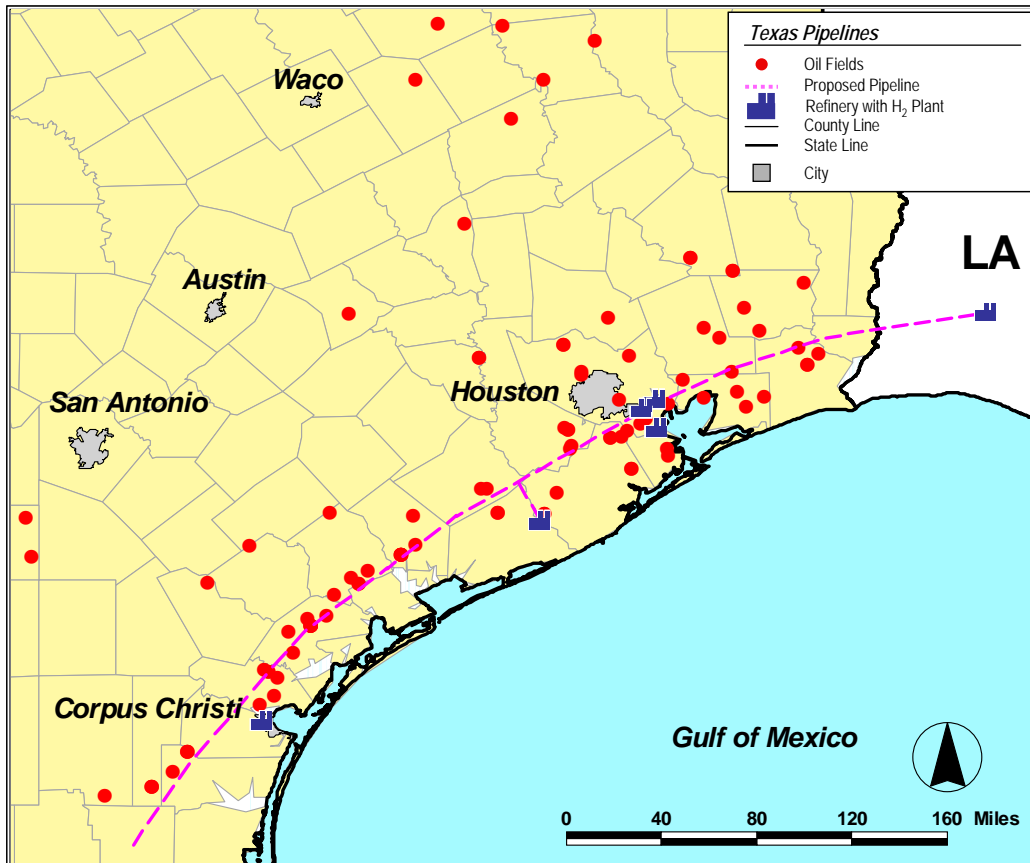 Texas Pipelines
Oil Fields
Proposed Pipeline
Refinery with H₂ Plant
County Line
State Line
City
Waco
LA
Austin
Houston
San Antonio
Corpus Christi
Gulf of Mexico
0 40 80 120 160 Miles